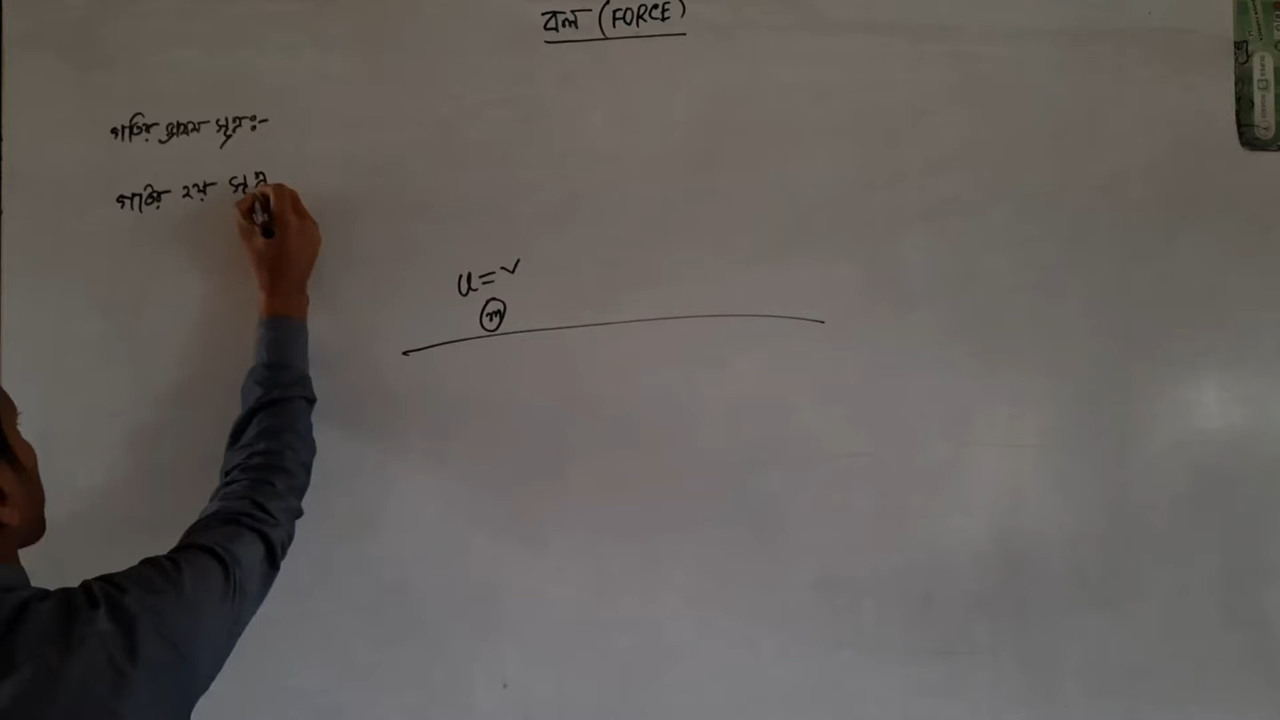 বল (FORCE)
গতির প্রথম সূত্রঃ-
গতির ২য় সূত্র
u = v
m